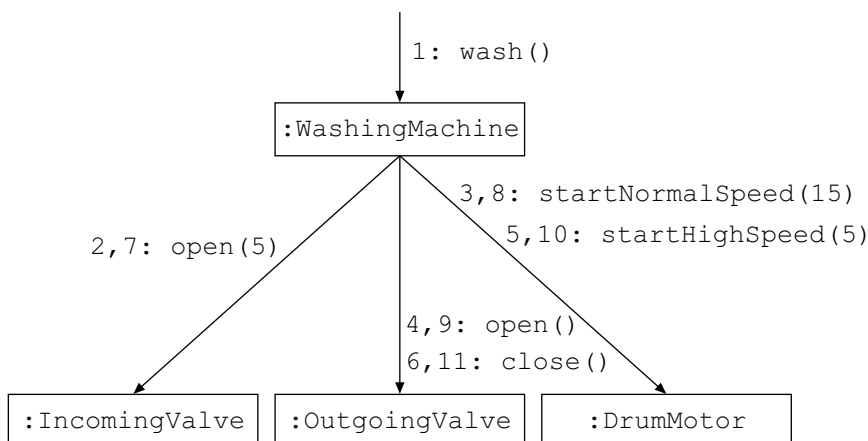 1: wash()
:WashingMachine
3,8: startNormalSpeed(15)
5,10: startHighSpeed(5)
2,7: open(5)
4,9: open()
6,11: close()
:IncomingValve
:OutgoingValve
:DrumMotor